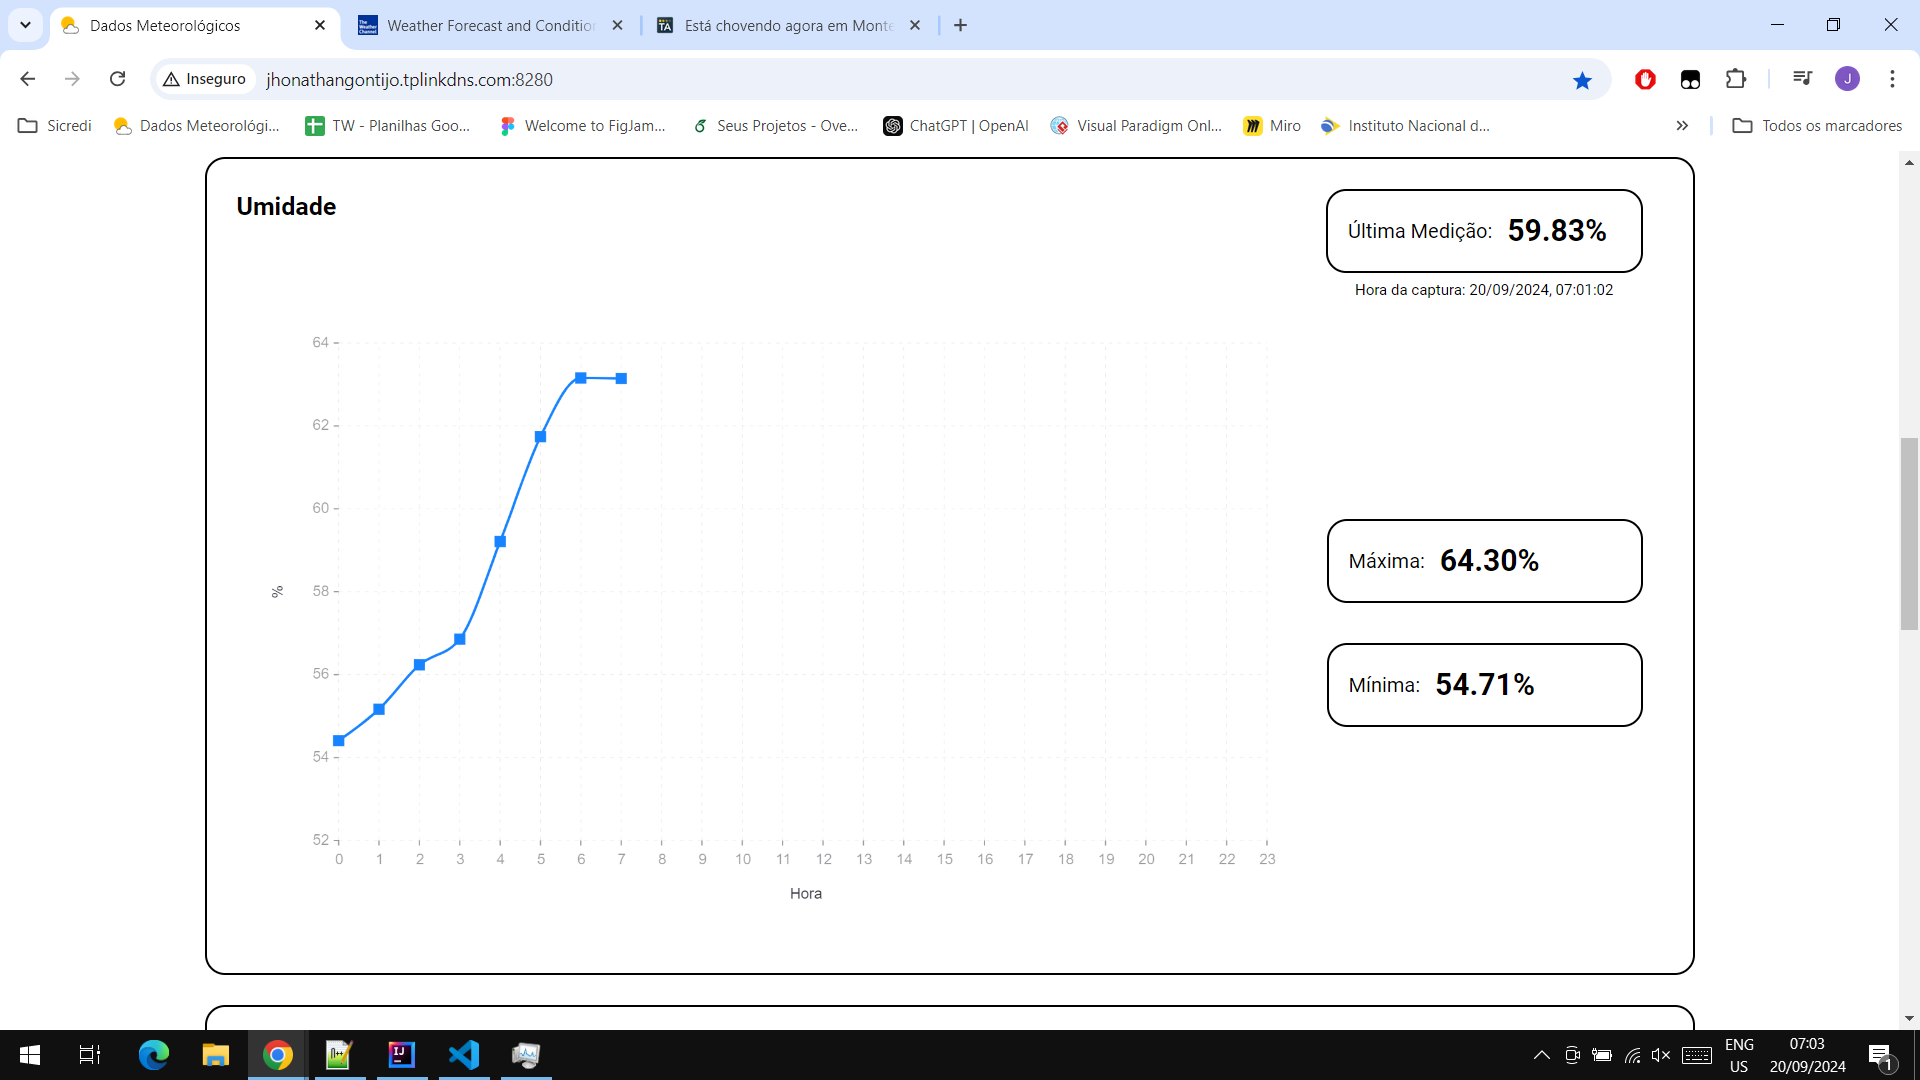 Dados Meteorológicos
Weather Forecast and Conditio
Está chovendo agora em Monte
Inseguro
jhonathangontijo.tplinkdns.com:8280
J
Sicredi
Dados Meteorológi...
TW - Planilhas Goo...
Welcome to FigJam...
Seus Projetos - Ove...
ChatGPT | OpenAI
Visual Paradigm Onl...
Miro
Instituto Nacional d...
Todos os marcadores
Umidade
Última Medição: 59.83%
Hora da captura: 20/09/2024, 07:01:02
64
62
60
58
56
54
52
%
0 1 2 3 4 5 6 7 8 9 10 11 12 13 14 15 16 17 18 19 20 21 22 23
Hora
Máxima: 64.30%
Mínima: 54.71%
ENG
US
07:03
20/09/2024
1